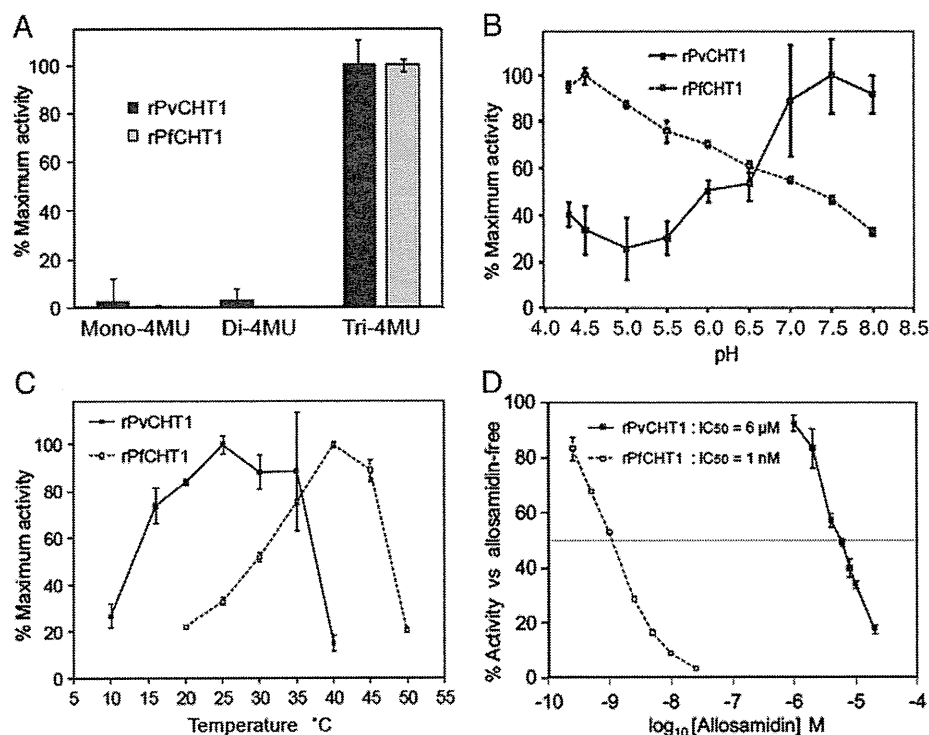 A
% Maximum activity
100
80
60
40
20
0
rPvCHT1
rPfCHT1
Mono-4MU Di-4MU Tri-4MU
B
% Maximum activity
100
80
60
40
20
0
rPvCHT1
rPfCHT1
4.0 4.5 5.0 5.5 6.0 6.5 7.0 7.5 8.0 8.5
pH
C
% Maximum activity
100
80
60
40
20
0
rPvCHT1
rPfCHT1
5 10 15 20 25 30 35 40 45 50 55
Temperature °C
D
% Activity vs allosamidin-free
100
80
60
40
20
0
rPvCHT1 : IC50 = 6 µM
rPfCHT1 : IC50 = 1 nM
-10 -9 -8 -7 -6 -5 -4
log10[Allosamidin] M